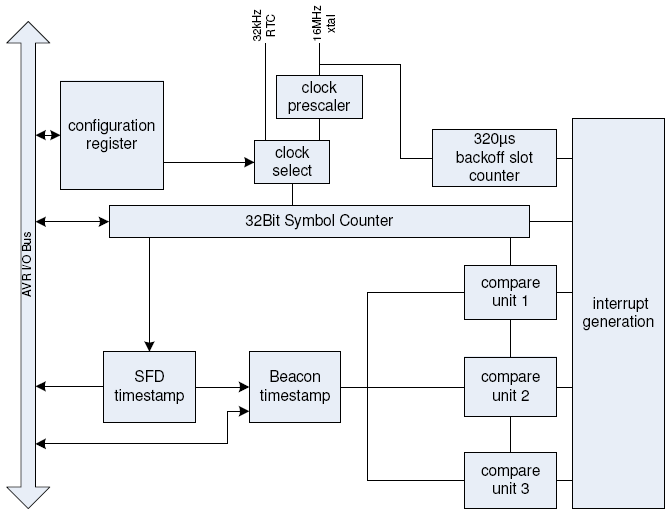 32kHz
RTC
16MHz
xtal
clock
prescaler
configuration
register
clock
select
320µs
backoff slot
counter
32Bit Symbol Counter
AVR I/O Bus
compare
unit 1
interrupt
generation
SFD
timestamp
Beacon
timestamp
compare
unit 2
compare
unit 3